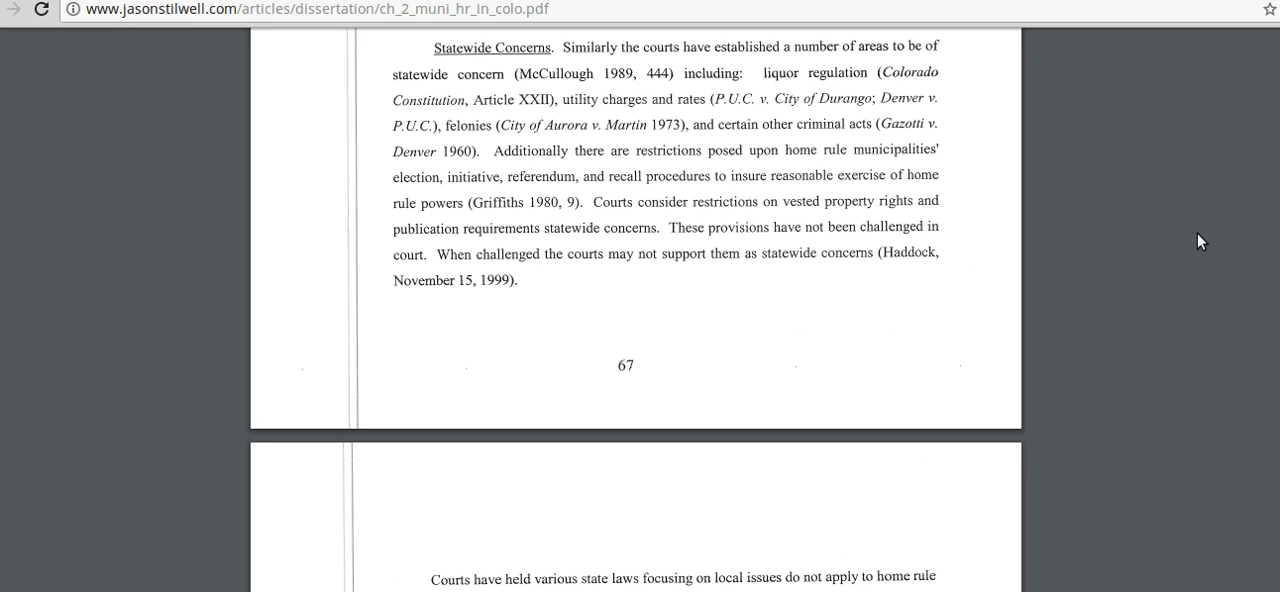 www.jasonstilwell.com/articles/dissertation/ch_2_muni_hr_in_colo.pdf
Statewide Concerns. Similarly the courts have established a number of areas to be of
statewide concern (McCullough 1989, 444) including: liquor regulation (Colorado
Constitution, Article XXII), utility charges and rates (P.U.C. v. City of Durango; Denver v.
P.U.C.), felonies (City of Aurora v. Martin 1973), and certain other criminal acts (Gazotti v.
Denver 1960). Additionally there are restrictions posed upon home rule municipalities'
election, initiative, referendum, and recall procedures to insure reasonable exercise of home
rule powers (Griffiths 1980, 9). Courts consider restrictions on vested property rights and
publication requirements statewide concerns. These provisions have not been challenged in
court. When challenged the courts may not support them as statewide concerns (Haddock,
November 15, 1999).
67
Courts have held various state laws focusing on local issues do not apply to home rule